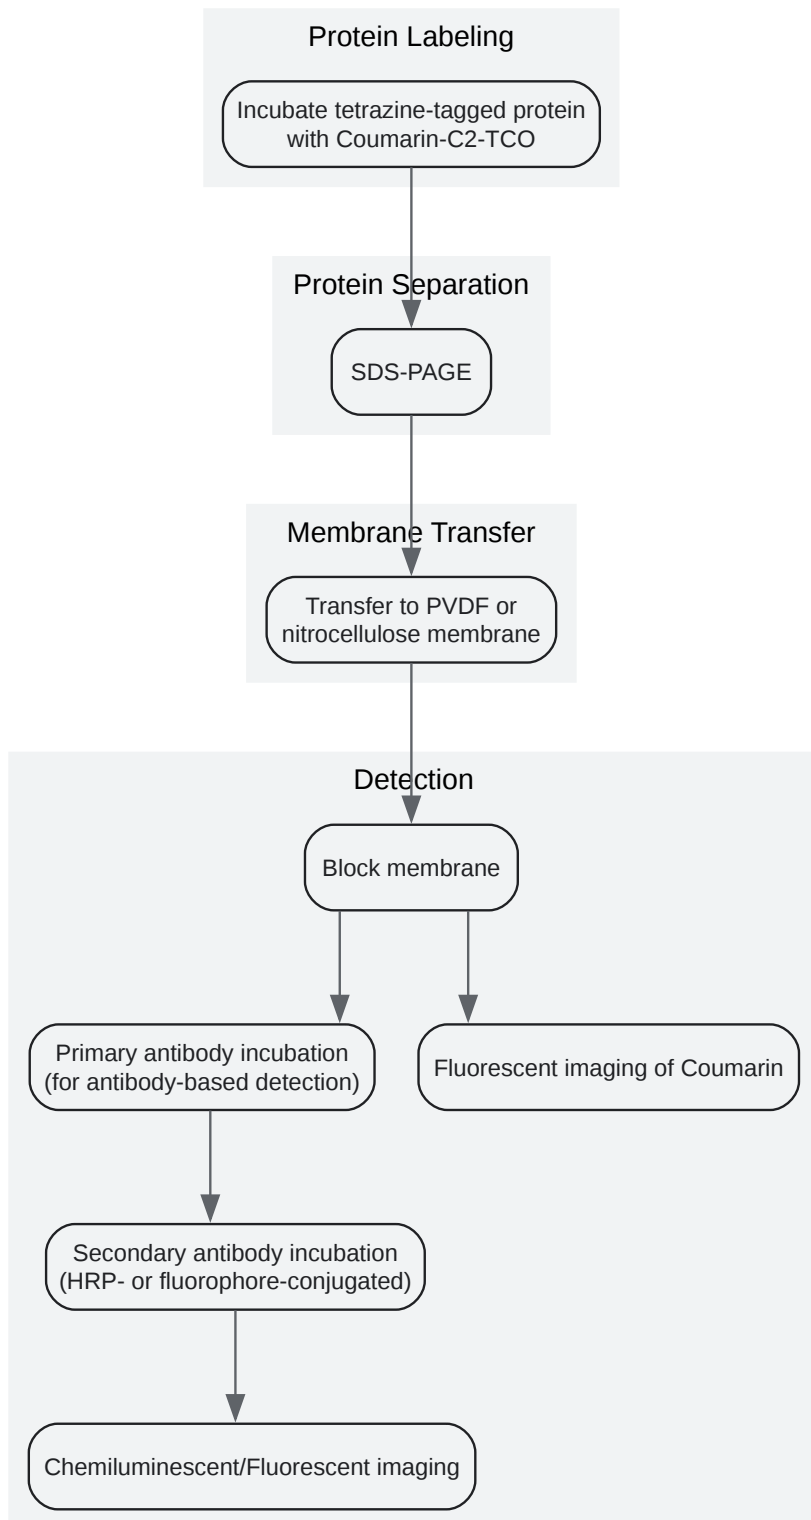 Protein Labeling
Incubate tetrazine-tagged protein
with Coumarin-C2-TCO
Protein Separation
SDS-PAGE
Membrane Transfer
Transfer to PVDF or
nitrocellulose membrane
Detection
Block membrane
Primary antibody incubation
(for antibody-based detection)
Fluorescent imaging of Coumarin
Secondary antibody incubation
(HRP- or fluorophore-conjugated)
Chemiluminescent/Fluorescent imaging